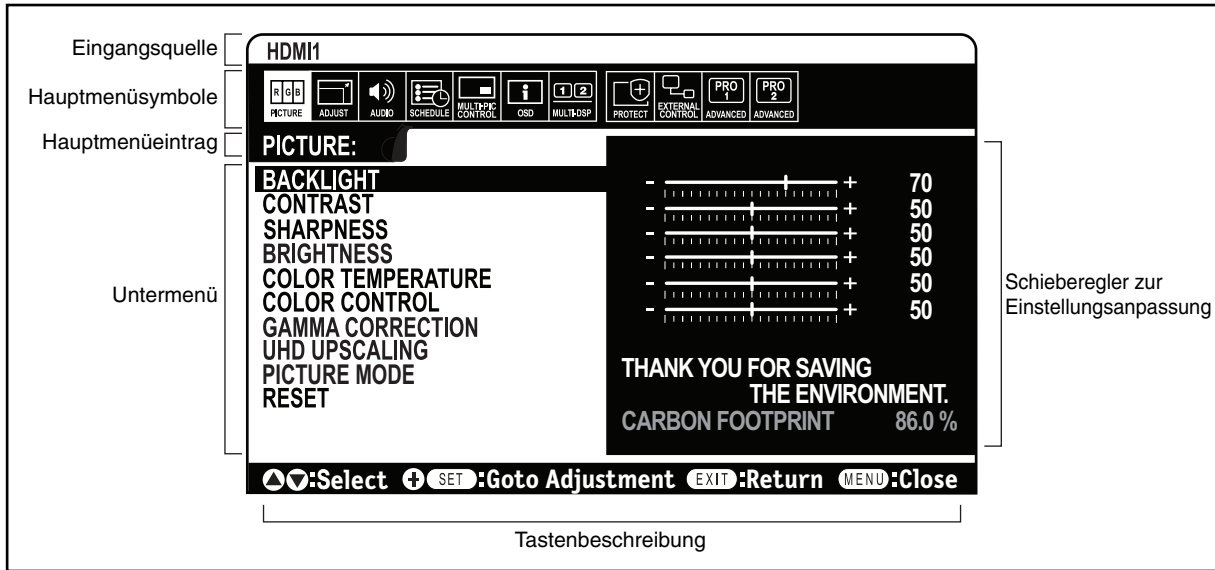 Eingangsquelle
HDMI1
Hauptmenüsymbole
R G B
PICTURE
ADJUST
AUDIO
SCHEDULE
MULTI-PIC
CONTROL
OSD
1 2
MULTI-DSP
PROTECT
EXTERNAL
CONTROL
PRO
1
ADVANCED
PRO
2
ADVANCED
Hauptmenüeintrag
PICTURE:
Untermenü
BACKLIGHT
CONTRAST
SHARPNESS
BRIGHTNESS
COLOR TEMPERATURE
COLOR CONTROL
GAMMA CORRECTION
UHD UPSCALING
PICTURE MODE
RESET
- + 70
- + 50
- + 50
- + 50
- + 50
- + 50
THANK YOU FOR SAVING
THE ENVIRONMENT.
CARBON FOOTPRINT 86.0 %
Schieberegler zur
Einstellungsanpassung
:Select SET :Goto Adjustment EXIT :Return MENU :Close
Tastenbeschreibung